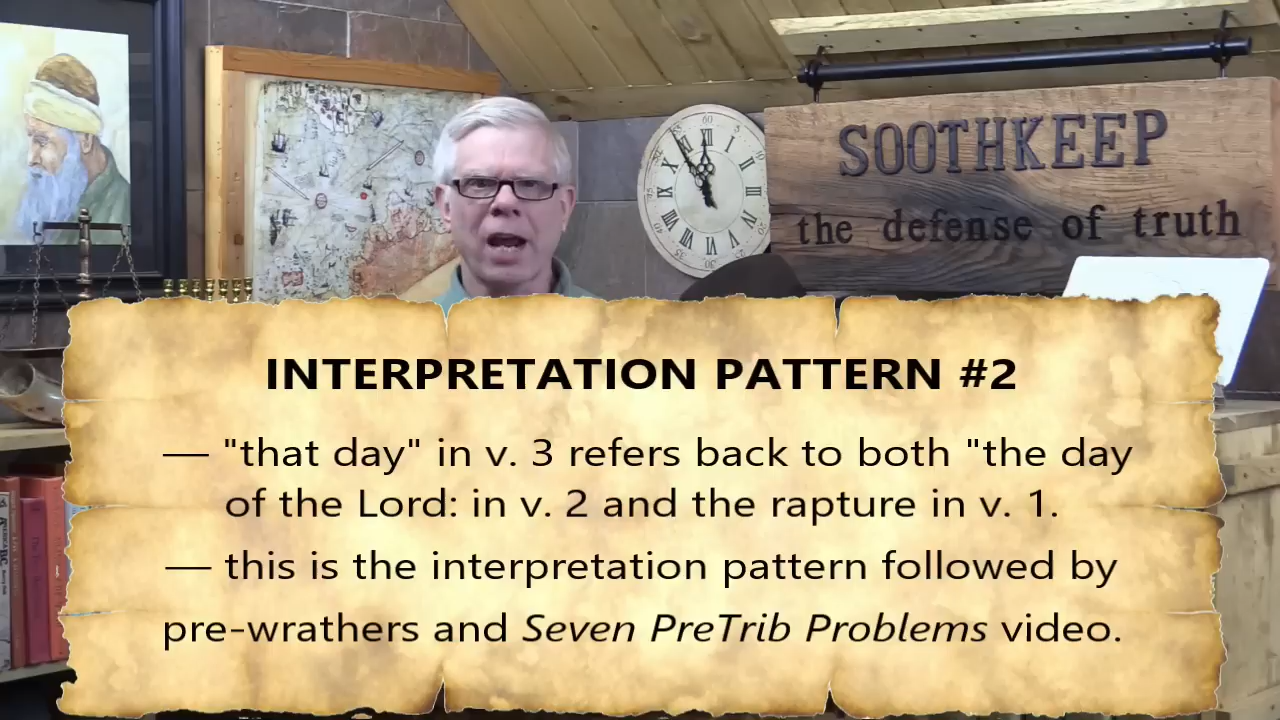 SOOTHKEEP
the defense of truth
INTERPRETATION PATTERN #2
— "that day" in v. 3 refers back to both "the day
of the Lord: in v. 2 and the rapture in v. 1.
— this is the interpretation pattern followed by
pre-wrathers and Seven PreTrib Problems video.